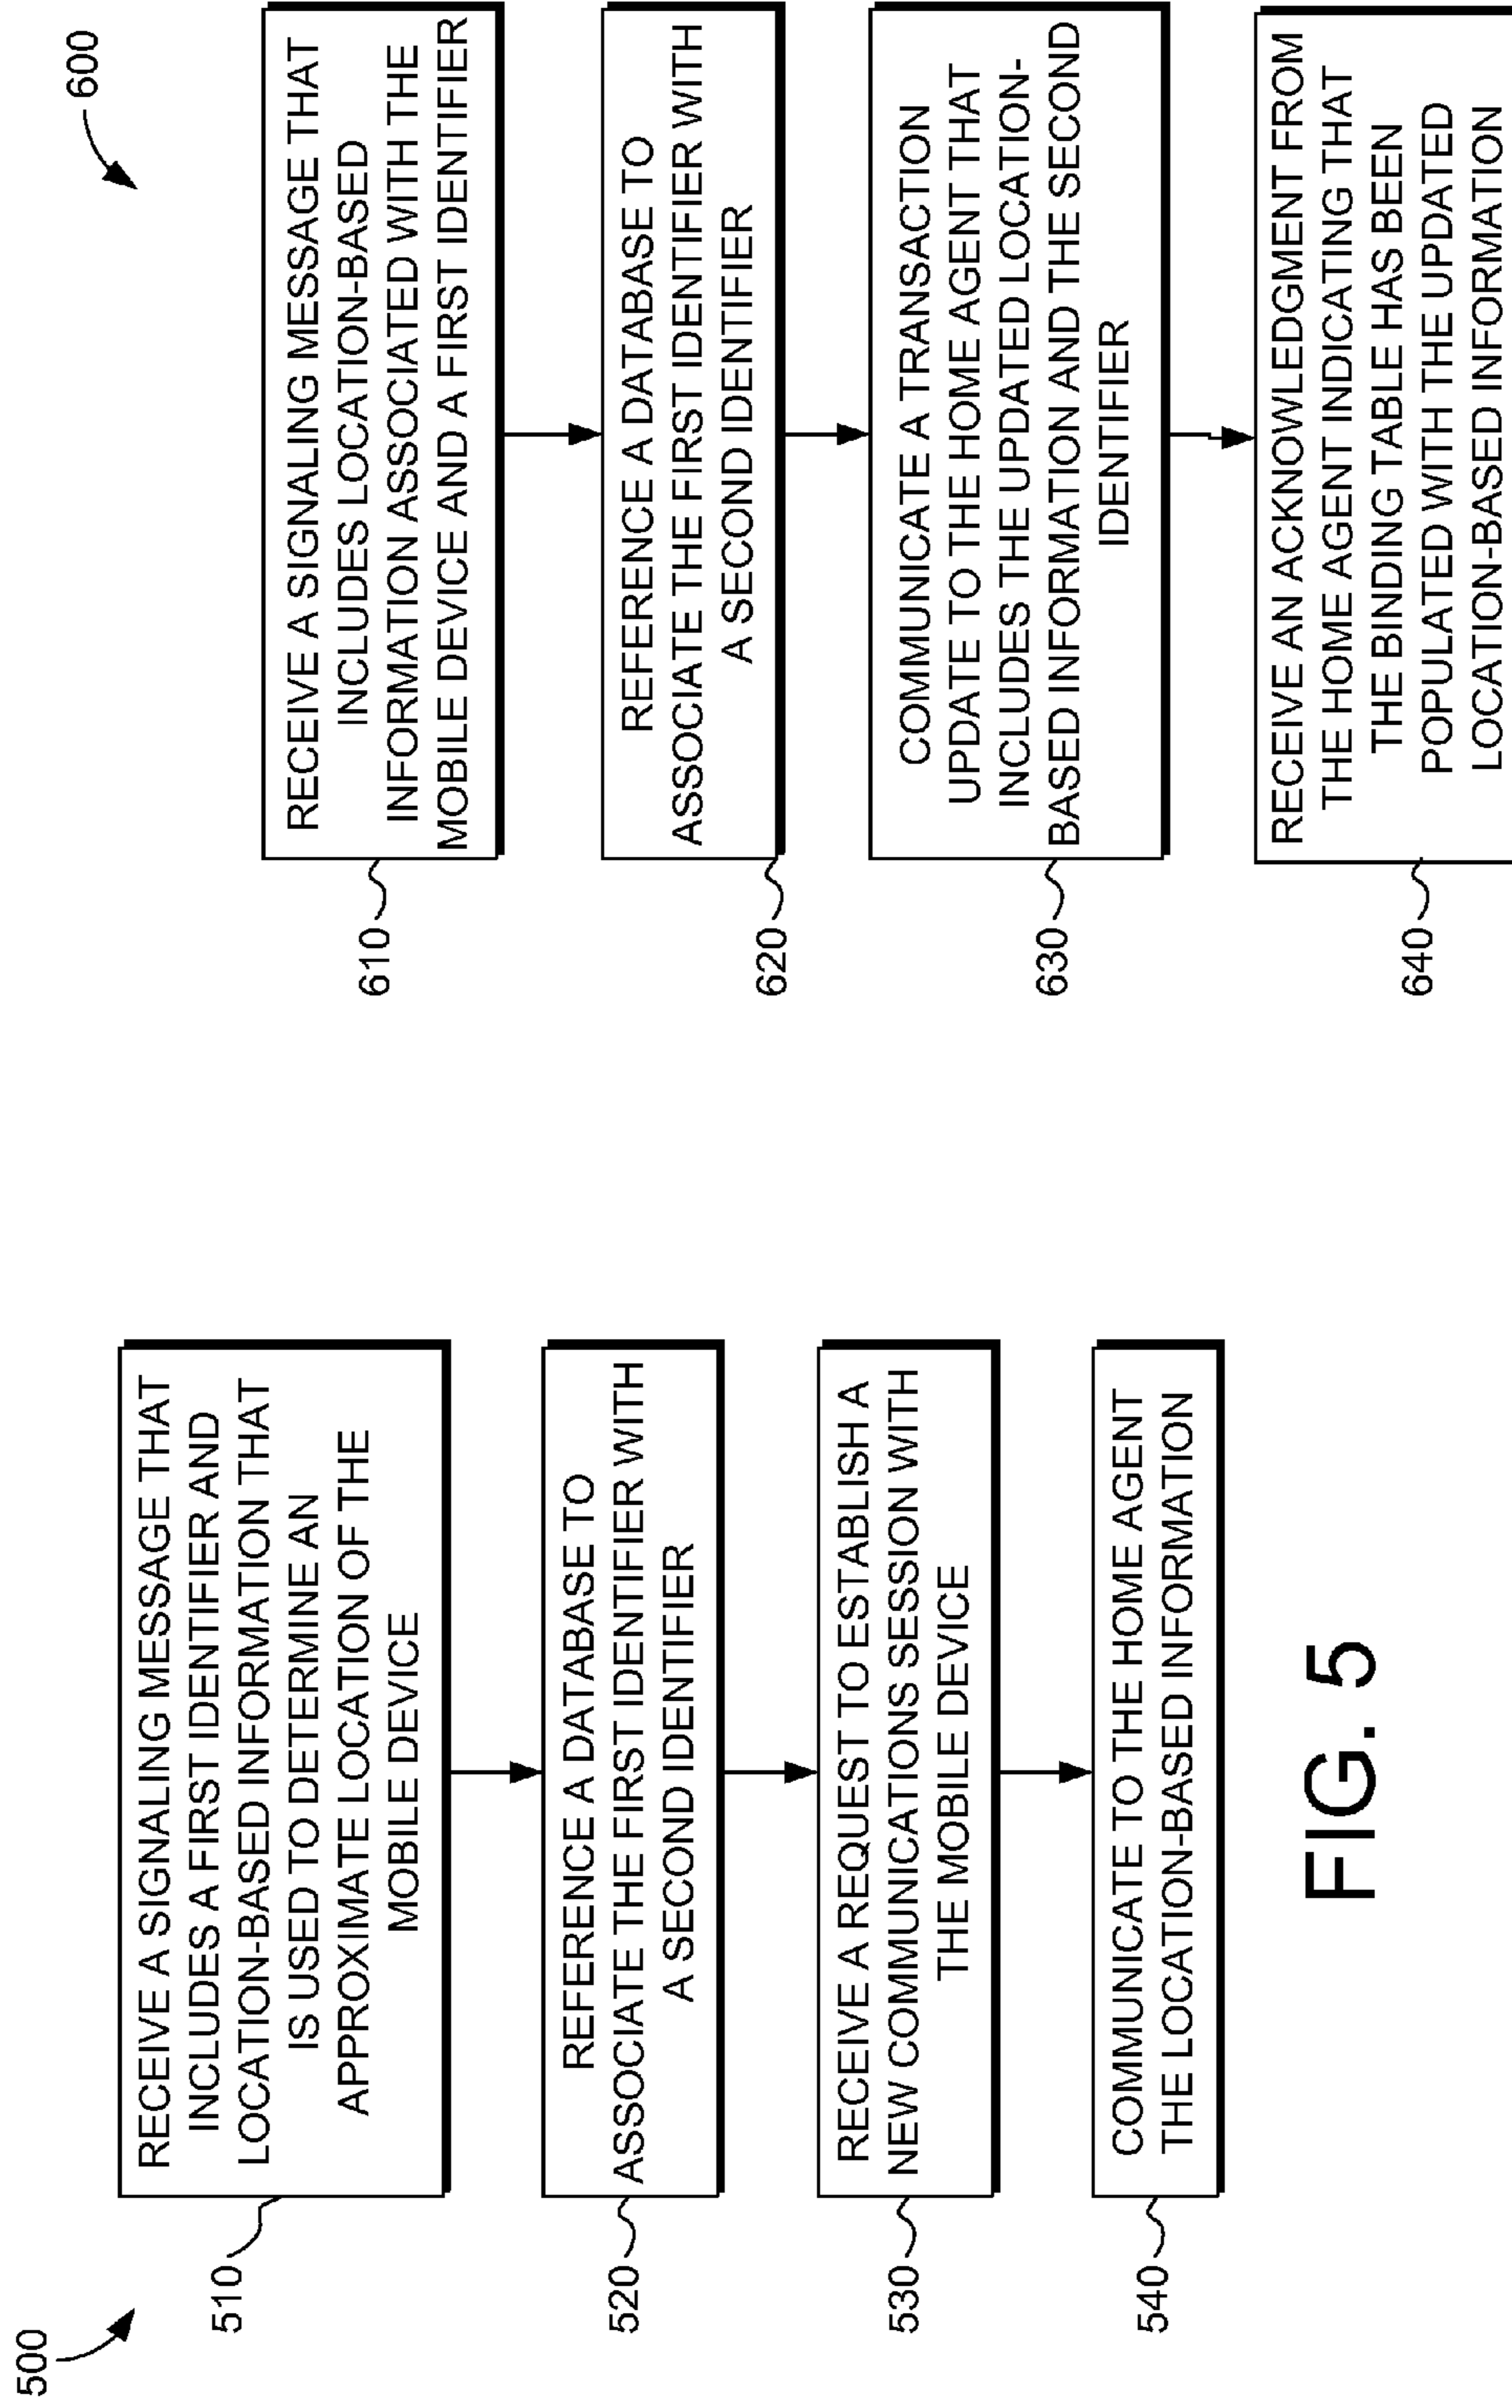 500
510
RECEIVE A SIGNALING MESSAGE THAT
INCLUDES A FIRST IDENTIFIER AND
LOCATION-BASED INFORMATION THAT
IS USED TO DETERMINE AN
APPROXIMATE LOCATION OF THE
MOBILE DEVICE
520
REFERENCE A DATABASE TO
ASSOCIATE THE FIRST IDENTIFIER WITH
A SECOND IDENTIFIER
530
RECEIVE A REQUEST TO ESTABLISH A
NEW COMMUNICATIONS SESSION WITH
THE MOBILE DEVICE
540
COMMUNICATE TO THE HOME AGENT
THE LOCATION-BASED INFORMATION
FIG. 5
600
610
RECEIVE A SIGNALING MESSAGE THAT
INCLUDES LOCATION-BASED
INFORMATION ASSOCIATED WITH THE
MOBILE DEVICE AND A FIRST IDENTIFIER
620
REFERENCE A DATABASE TO
ASSOCIATE THE FIRST IDENTIFIER WITH
A SECOND IDENTIFIER
630
COMMUNICATE A TRANSACTION
UPDATE TO THE HOME AGENT THAT
INCLUDES THE UPDATED LOCATION-
BASED INFORMATION AND THE SECOND
IDENTIFIER
640
RECEIVE AN ACKNOWLEDGMENT FROM
THE HOME AGENT INDICATING THAT
THE BINDING TABLE HAS BEEN
POPULATED WITH THE UPDATED
LOCATION-BASED INFORMATION